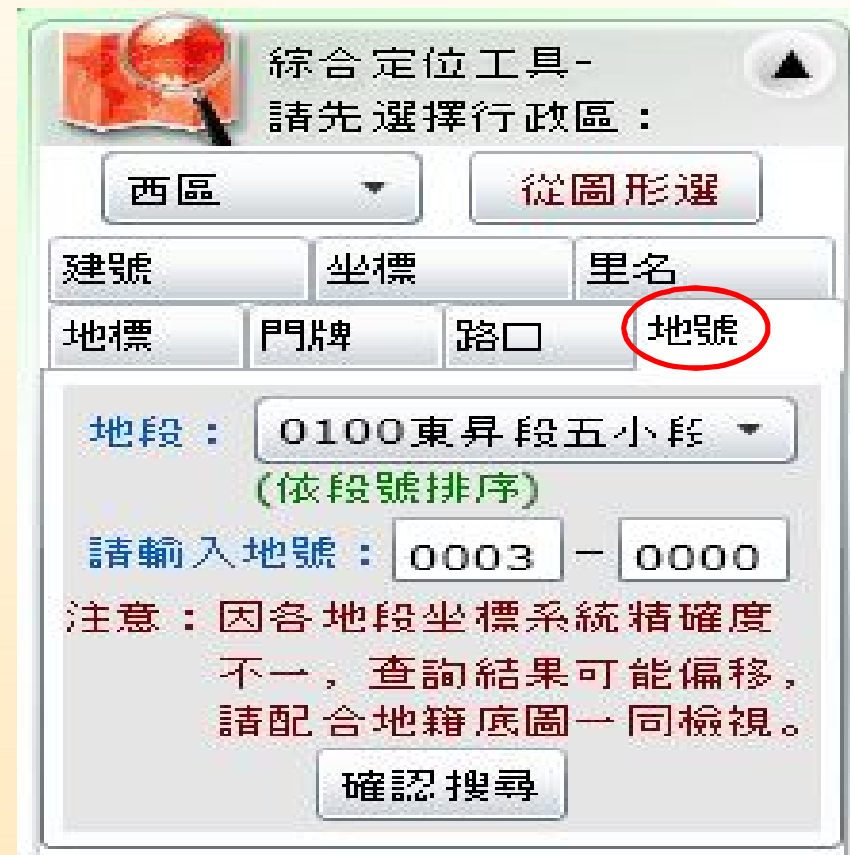 綜合定位工具-
請先選擇行政區：
西區
從圖形選
建號
坐標
里名
地標
門牌
路口
地號
地段：
0100東昇段五小段
(依段號排序)
請輸入地號：0003-0000
注意：因各地段坐標系統精確度
不一，查詢結果可能偏移，
請配合地籍底圖一同檢視。
確認搜尋